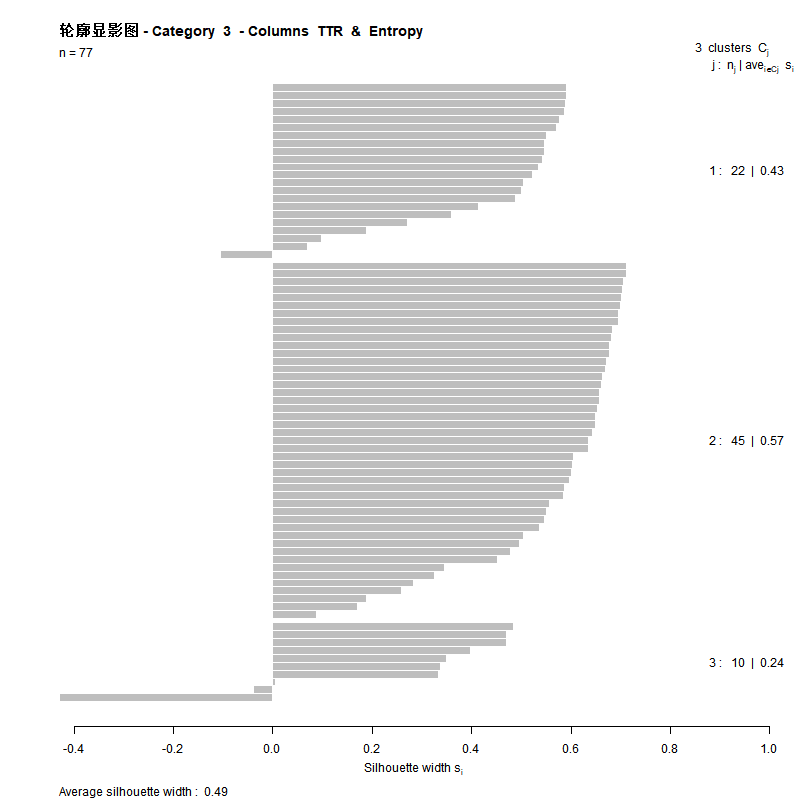 轮廓显影图 - Category 3 - Columns TTR & Entropy
n = 77
3 clusters Cj
j : nj | avei∈Cj si
1 : 22 | 0.43
2 : 45 | 0.57
3 : 10 | 0.24
-0.4 -0.2 0.0 0.2 0.4 0.6 0.8 1.0
Silhouette width si
Average silhouette width : 0.49